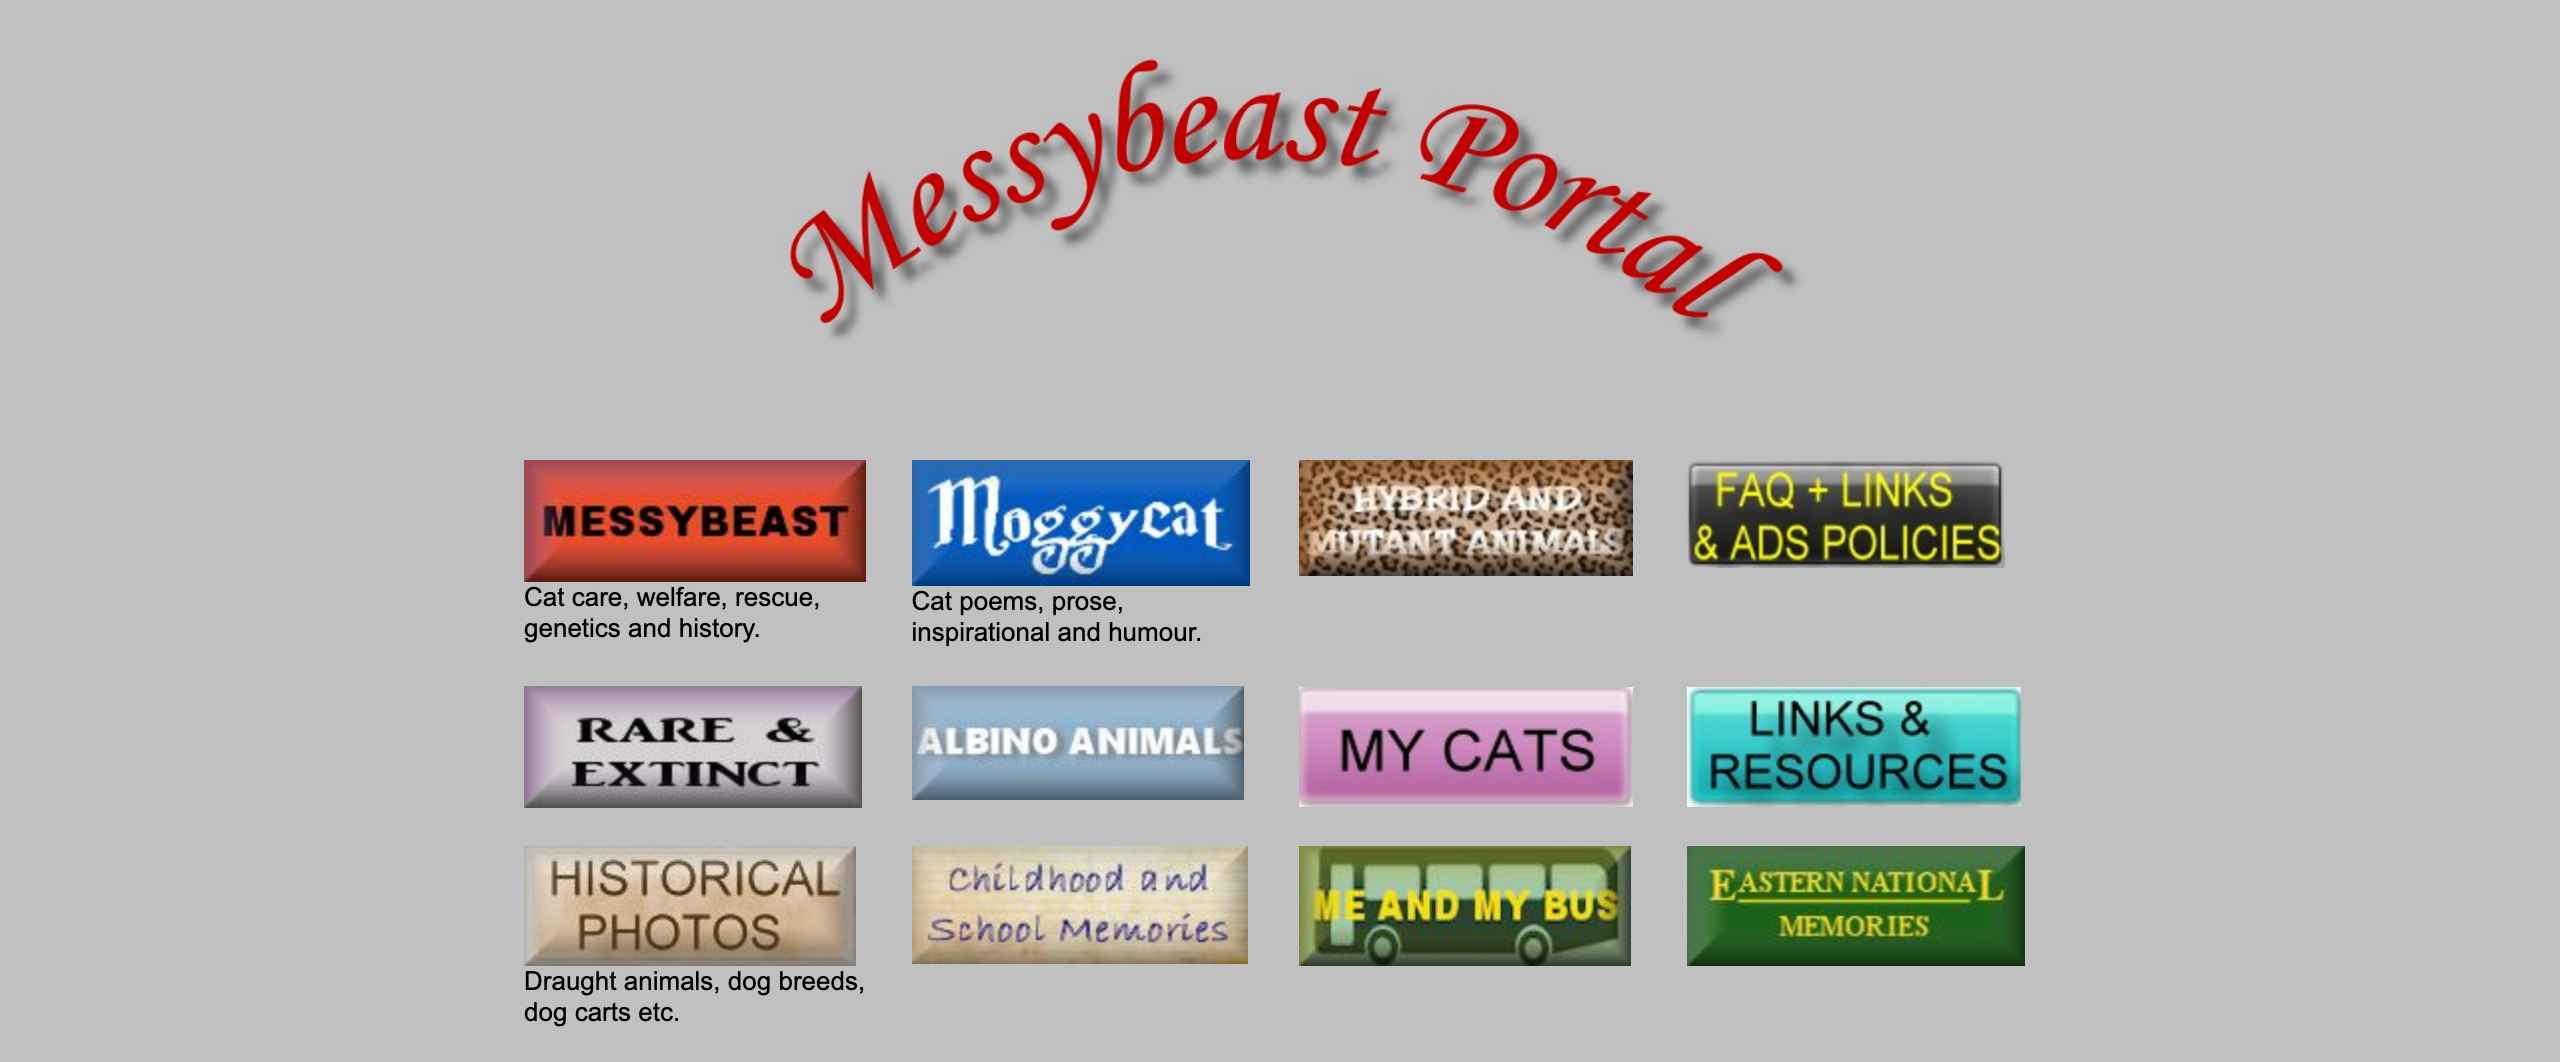 Messybeast Portal
MESSYBEAST
Cat care, welfare, rescue,
genetics and history.
Moggycat
Cat poems, prose,
inspirational and humour.
HYBRID AND
MUTANT ANIMALS
FAQ + LINKS
& ADS POLICIES
RARE &
EXTINCT
ALBINO ANIMALS
MY CATS
LINKS &
RESOURCES
HISTORICAL
PHOTOS
Draught animals, dog breeds,
dog carts etc.
Childhood and
School Memories
ME AND MY BUS
EASTERN NATIONAL
MEMORIES